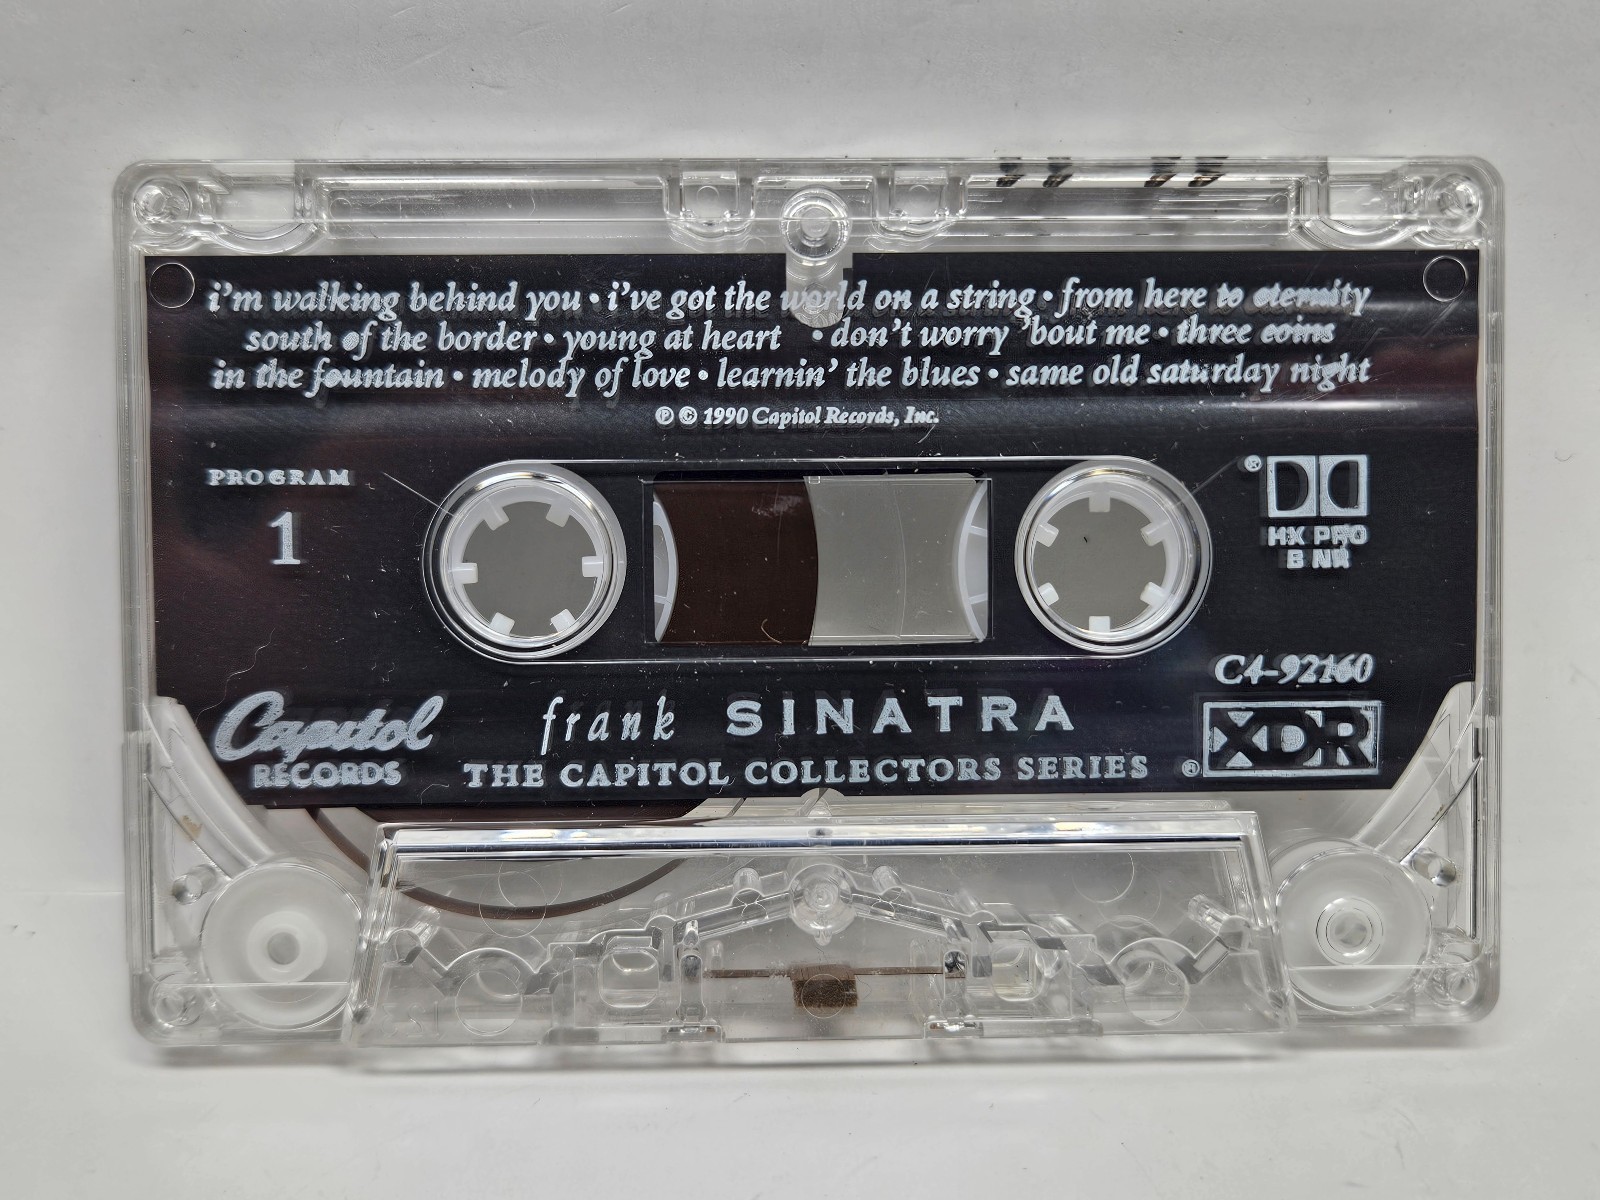 i'm walking behind you • i've got the world on a string • from here to eternity
south of the border • young at heart • don't worry 'bout me • three coins
in the fountain • melody of love • learnin' the blues • same old saturday night
℗ © 1990 Capitol Records, Inc.
PROGRAM
1
®
HX PRO
B NR
C4-92160
Capitol
RECORDS
frank SINATRA
THE CAPITOL COLLECTORS SERIES
® XDR